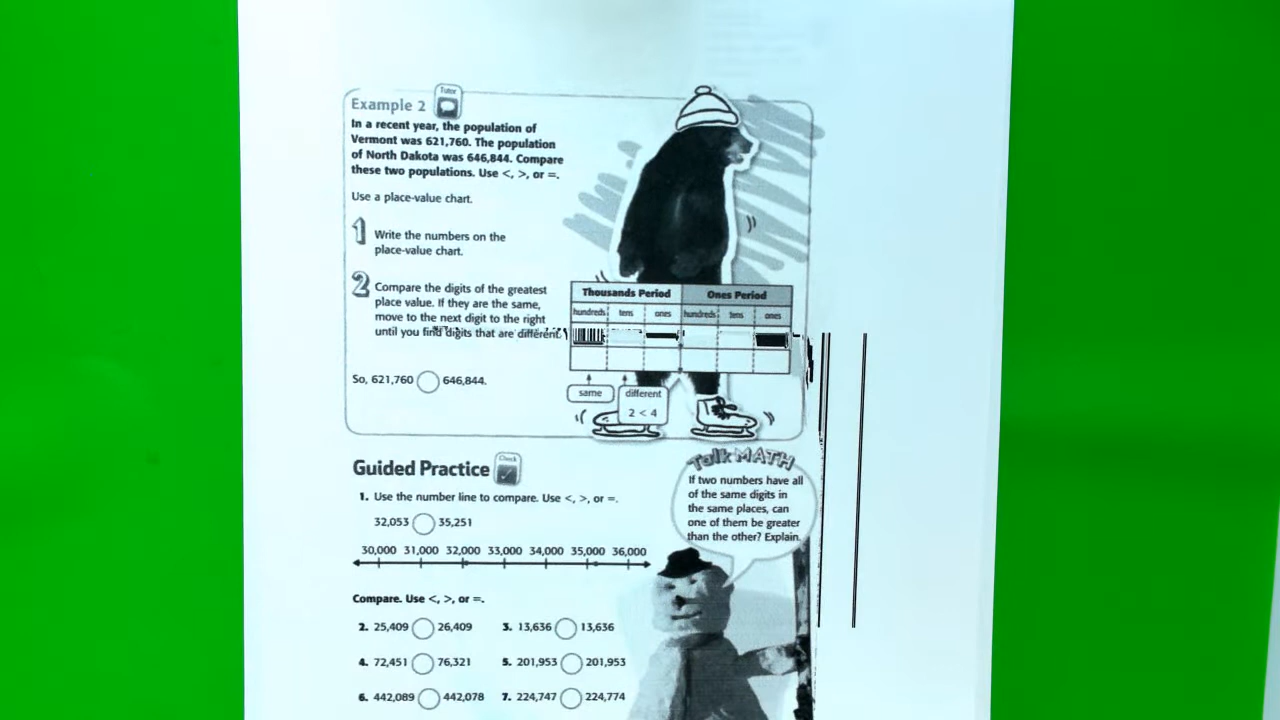 Example 2
Tutor
In a recent year, the population of
Vermont was 621,760. The population
of North Dakota was 646,844. Compare
these two populations. Use <, >, or =.
Use a place-value chart.
1 Write the numbers on the
place-value chart.
2 Compare the digits of the greatest
place value. If they are the same,
move to the next digit to the right
until you find digits that are different.
Thousands Period Ones Period
hundreds tens ones hundreds tens ones
So, 621,760 646,844.
same different
2 < 4
Guided Practice
Check
1. Use the number line to compare. Use <, >, or =.
32,053 35,251
30,000 31,000 32,000 33,000 34,000 35,000 36,000
Talk MATH
If two numbers have all
of the same digits in
the same places, can
one of them be greater
than the other? Explain.
Compare. Use <, >, or =.
2. 25,409 26,409 3. 13,636 13,636
4. 72,451 76,321 5. 201,953 201,953
6. 442,089 442,078 7. 224,747 224,774